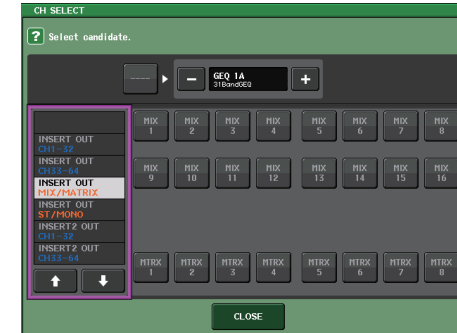 CH SELECT
? Select candidate.
----
− GEQ 1A +
31BandGEQ
INSERT OUT
CH1-32
INSERT OUT
CH33-64
INSERT OUT
MIX/MATRIX
INSERT OUT
ST/MONO
INSERT2 OUT
CH1-32
INSERT2 OUT
CH33-64
MIX 1 MIX 2 MIX 3 MIX 4 MIX 5 MIX 6 MIX 7 MIX 8
MIX 9 MIX 10 MIX 11 MIX 12 MIX 13 MIX 14 MIX 15 MIX 16
MTRX 1 MTRX 2 MTRX 3 MTRX 4 MTRX 5 MTRX 6 MTRX 7 MTRX 8
CLOSE